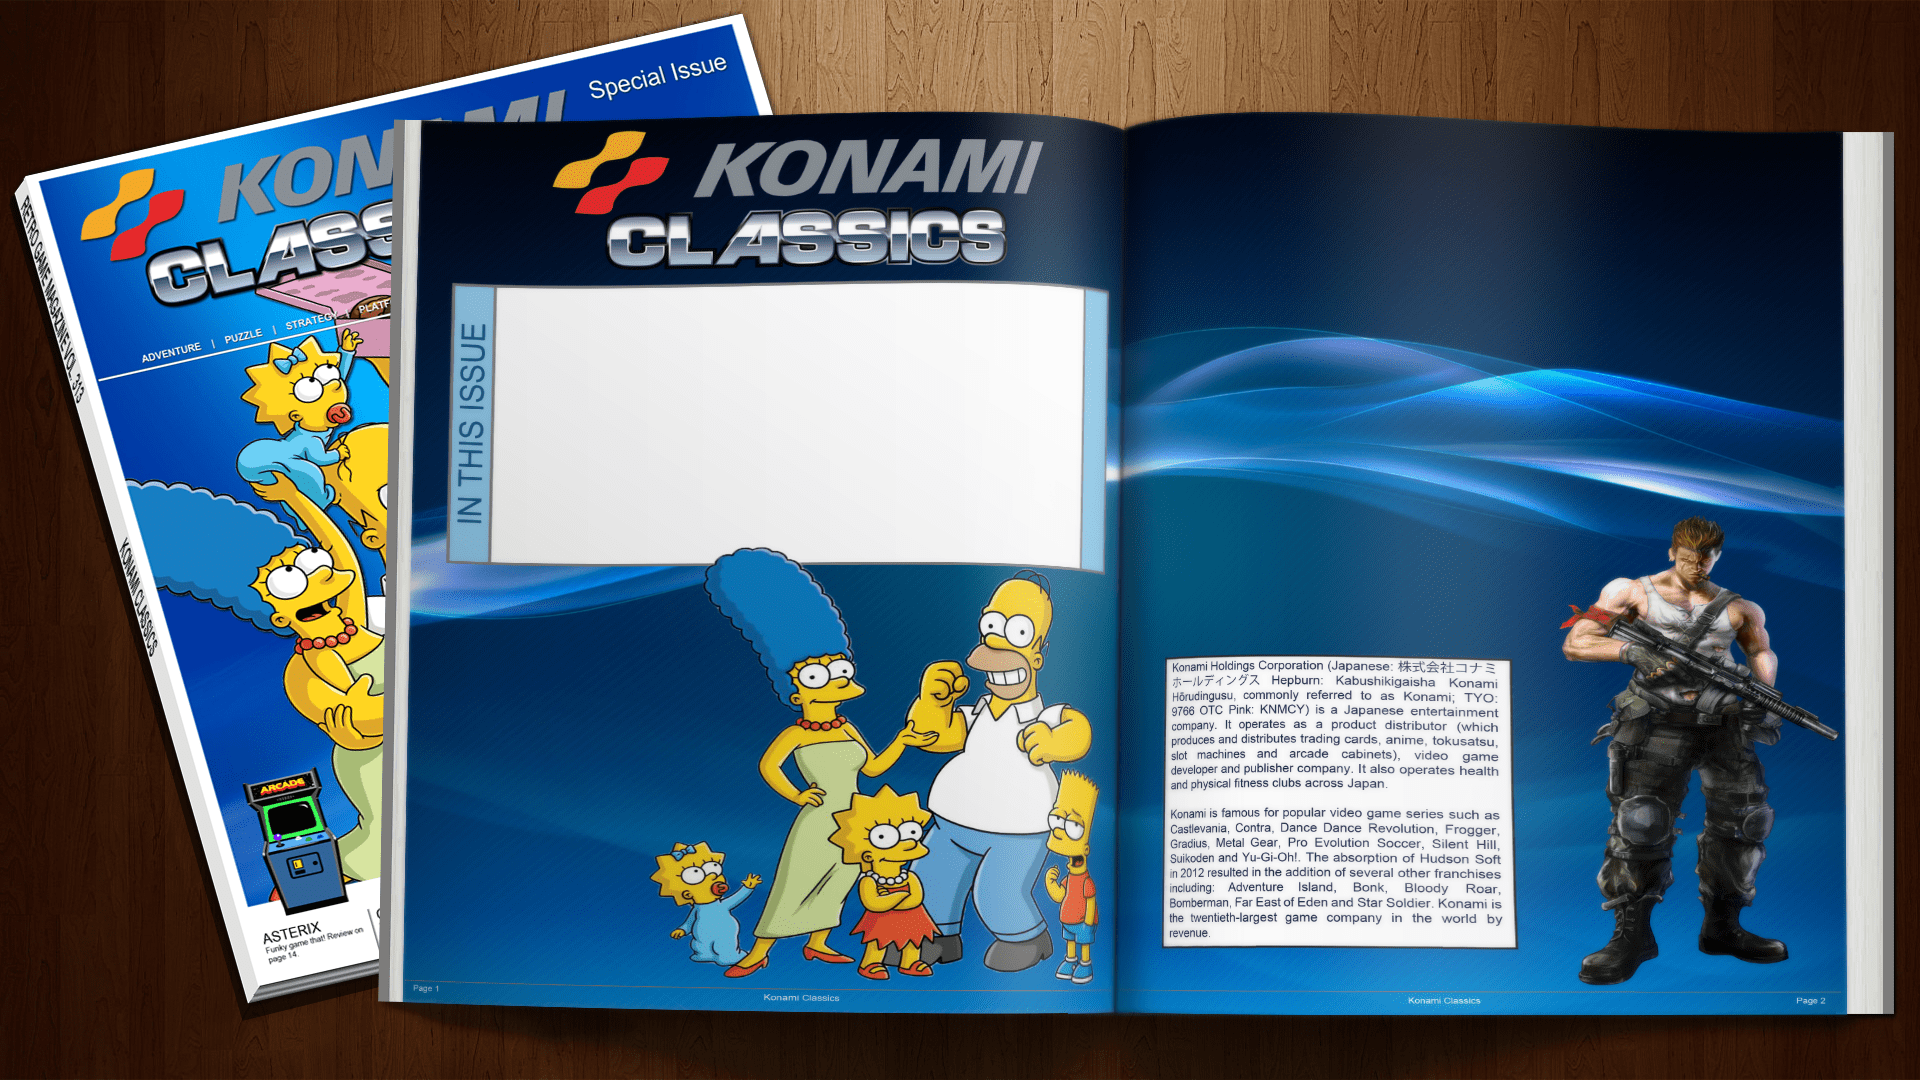 Special Issue
KONAMI
CLASS
RETRO GAME MAGAZINE VOL. 313
KONAMI CLASSICS
ADVENTURE | PUZZLE | STRATEGY | PLATF
ARCADE
ASTERIX
Funky game that! Review on
page 14.
KONAMI
CLASSICS
IN THIS ISSUE
Page 1
Konami Classics
Konami Holdings Corporation (Japanese: 株式会社コナミ
ホールディングス Hepburn: Kabushikigaisha Konami
Hōrudingusu, commonly referred to as Konami; TYO:
9766 OTC Pink: KNMCY) is a Japanese entertainment
company. It operates as a product distributor (which
produces and distributes trading cards, anime, tokusatsu,
slot machines and arcade cabinets), video game
developer and publisher company. It also operates health
and physical fitness clubs across Japan.
Konami is famous for popular video game series such as
Castlevania, Contra, Dance Dance Revolution, Frogger,
Gradius, Metal Gear, Pro Evolution Soccer, Silent Hill,
Suikoden and Yu-Gi-Oh!. The absorption of Hudson Soft
in 2012 resulted in the addition of several other franchises
including: Adventure Island, Bonk, Bloody Roar,
Bomberman, Far East of Eden and Star Soldier. Konami is
the twentieth-largest game company in the world by
revenue.
Konami Classics
Page 2